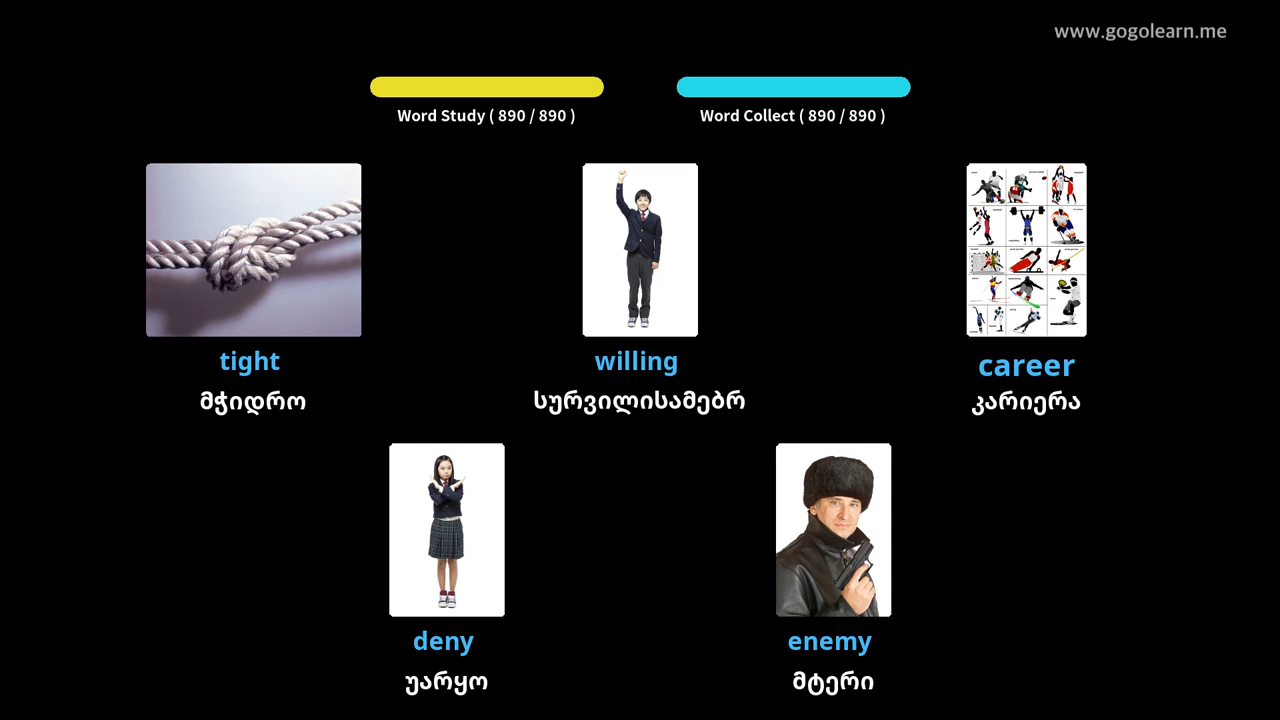 www.gogolearn.me
Word Study ( 890 / 890 )
Word Collect ( 890 / 890 )
tight
willing
career
მჭიდრო
სურვილისამებრ
კარიერა
deny
enemy
უარყო
მტერი